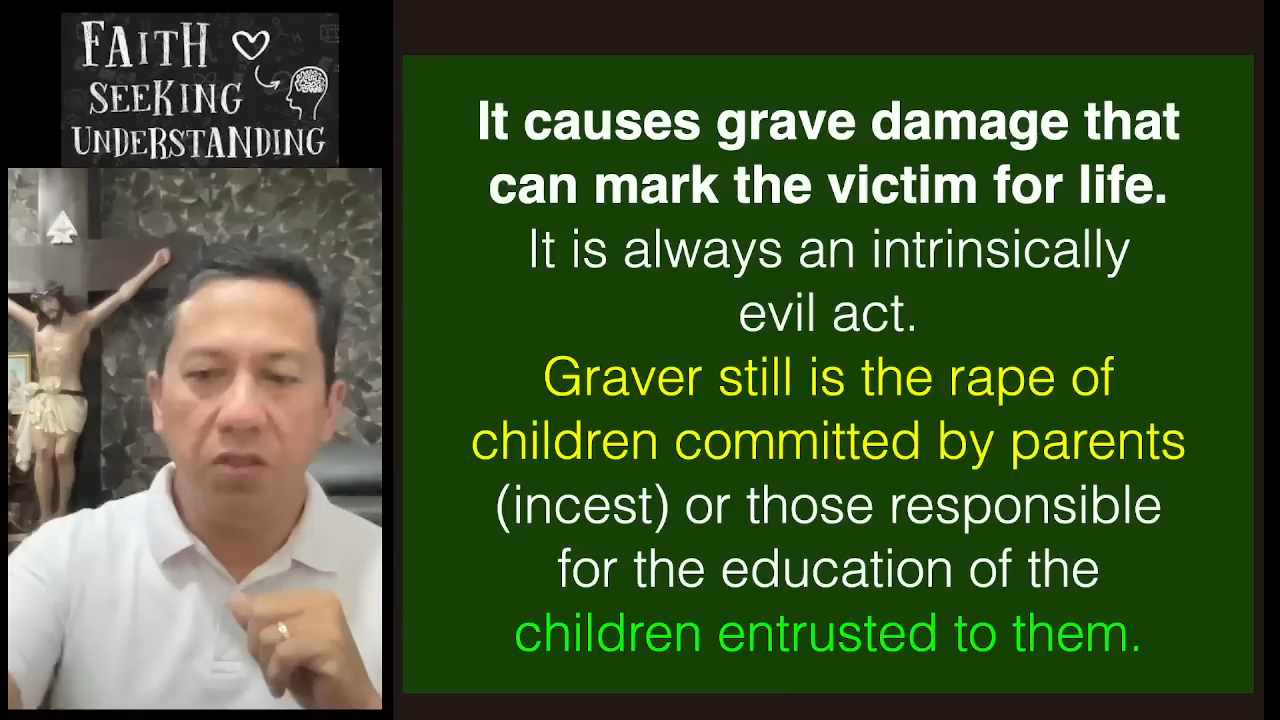 FAITH
SEEKING
UNDERSTANDING
It causes grave damage that
can mark the victim for life.
It is always an intrinsically
evil act.
Graver still is the rape of
children committed by parents
(incest) or those responsible
for the education of the
children entrusted to them.